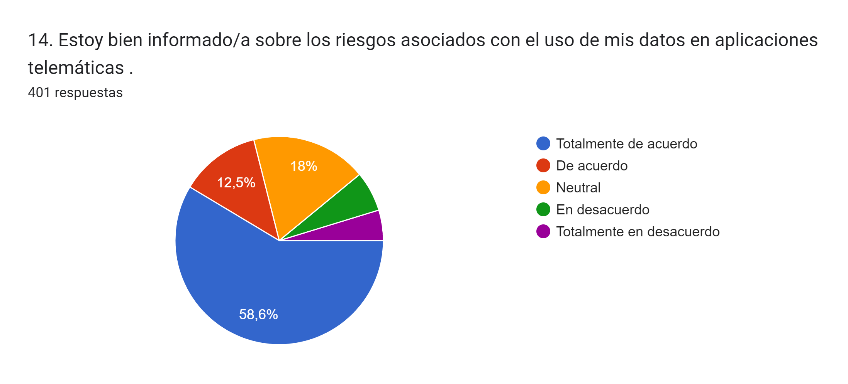 14. Estoy bien informado/a sobre los riesgos asociados con el uso de mis datos en aplicaciones
telemáticas .
401 respuestas
Totalmente de acuerdo
De acuerdo
Neutral
En desacuerdo
Totalmente en desacuerdo
18%
12,5%
58,6%